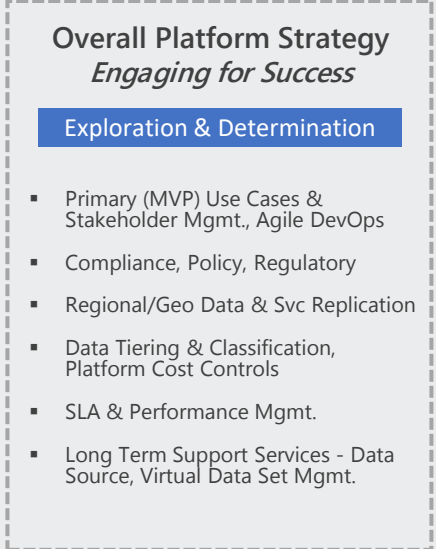 Overall Platform Strategy
Engaging for Success
Exploration & Determination
▪ Primary (MVP) Use Cases &
Stakeholder Mgmt., Agile DevOps
▪ Compliance, Policy, Regulatory
▪ Regional/Geo Data & Svc Replication
▪ Data Tiering & Classification,
Platform Cost Controls
▪ SLA & Performance Mgmt.
▪ Long Term Support Services - Data
Source, Virtual Data Set Mgmt.